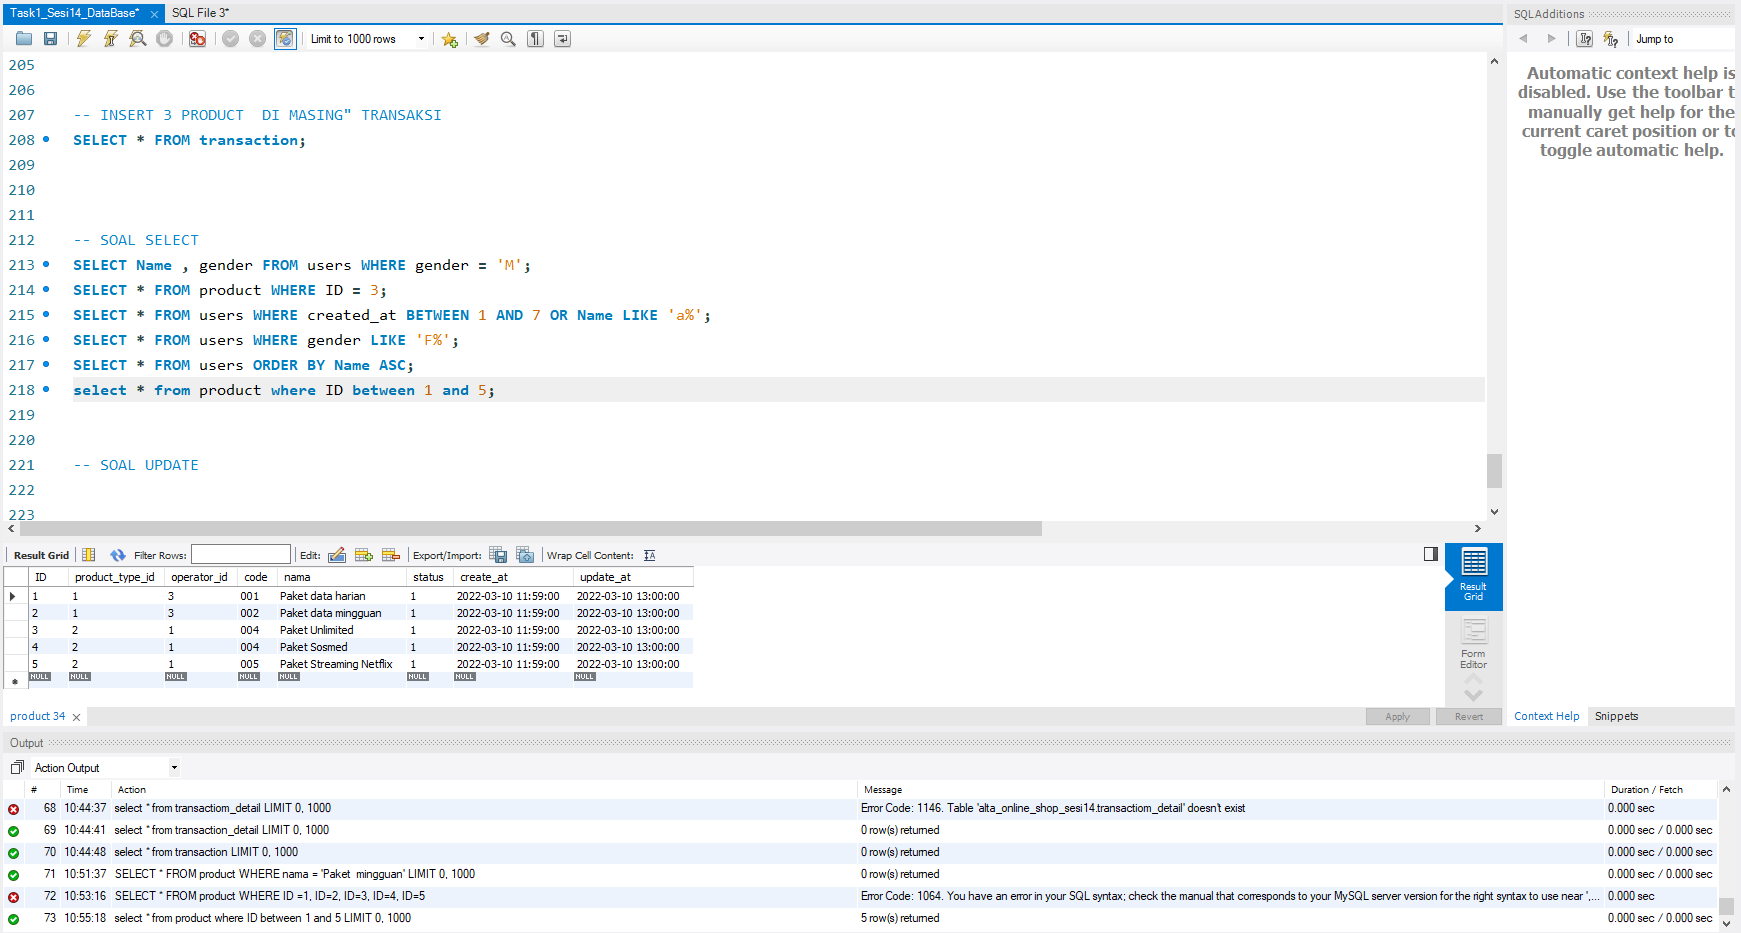 Task1_Sesi14_DataBase*
SQL File 3*
Limit to 1000 rows
205
206
207 -- INSERT 3 PRODUCT  DI MASING" TRANSAKSI
208 SELECT * FROM transaction;
209
210
211
212 -- SOAL SELECT
213 SELECT Name , gender FROM users WHERE gender = 'M';
214 SELECT * FROM product WHERE ID = 3;
215 SELECT * FROM users WHERE created_at BETWEEN 1 AND 7 OR Name LIKE 'a%';
216 SELECT * FROM users WHERE gender LIKE 'F%';
217 SELECT * FROM users ORDER BY Name ASC;
218 select * from product where ID between 1 and 5;
219
220
221 -- SOAL UPDATE
222
223
SQLAdditions
Jump to
Automatic context help is
disabled. Use the toolbar t
manually get help for the
current caret position or to
toggle automatic help.
Result Grid Filter Rows: Edit: Export/Import: Wrap Cell Content:
ID product_type_id operator_id code nama status create_at update_at
1 1 3 001 Paket data harian 1 2022-03-10 11:59:00 2022-03-10 13:00:00
2 1 3 002 Paket data mingguan 1 2022-03-10 11:59:00 2022-03-10 13:00:00
3 2 1 004 Paket Unlimited 1 2022-03-10 11:59:00 2022-03-10 13:00:00
4 2 1 004 Paket Sosmed 1 2022-03-10 11:59:00 2022-03-10 13:00:00
5 2 1 005 Paket Streaming Netflix 1 2022-03-10 11:59:00 2022-03-10 13:00:00
NULL NULL NULL NULL NULL NULL NULL NULL
Result
Grid
Form
Editor
product 34
Apply Revert
Context Help Snippets
Output
Action Output
# Time Action Message Duration / Fetch
68 10:44:37 select * from transactiom_detail LIMIT 0, 1000 Error Code: 1146. Table 'alta_online_shop_sesi14.transactiom_detail' doesn't exist 0.000 sec
69 10:44:41 select * from transaction_detail LIMIT 0, 1000 0 row(s) returned 0.000 sec / 0.000 sec
70 10:44:48 select * from transaction LIMIT 0, 1000 0 row(s) returned 0.000 sec / 0.000 sec
71 10:51:37 SELECT * FROM product WHERE nama = 'Paket  mingguan' LIMIT 0, 1000 0 row(s) returned 0.000 sec / 0.000 sec
72 10:53:16 SELECT * FROM product WHERE ID =1, ID=2, ID=3, ID=4, ID=5 Error Code: 1064. You have an error in your SQL syntax; check the manual that corresponds to your MySQL server version for the right syntax to use near ',... 0.000 sec
73 10:55:18 select * from product where ID between 1 and 5 LIMIT 0, 1000 5 row(s) returned 0.000 sec / 0.000 sec